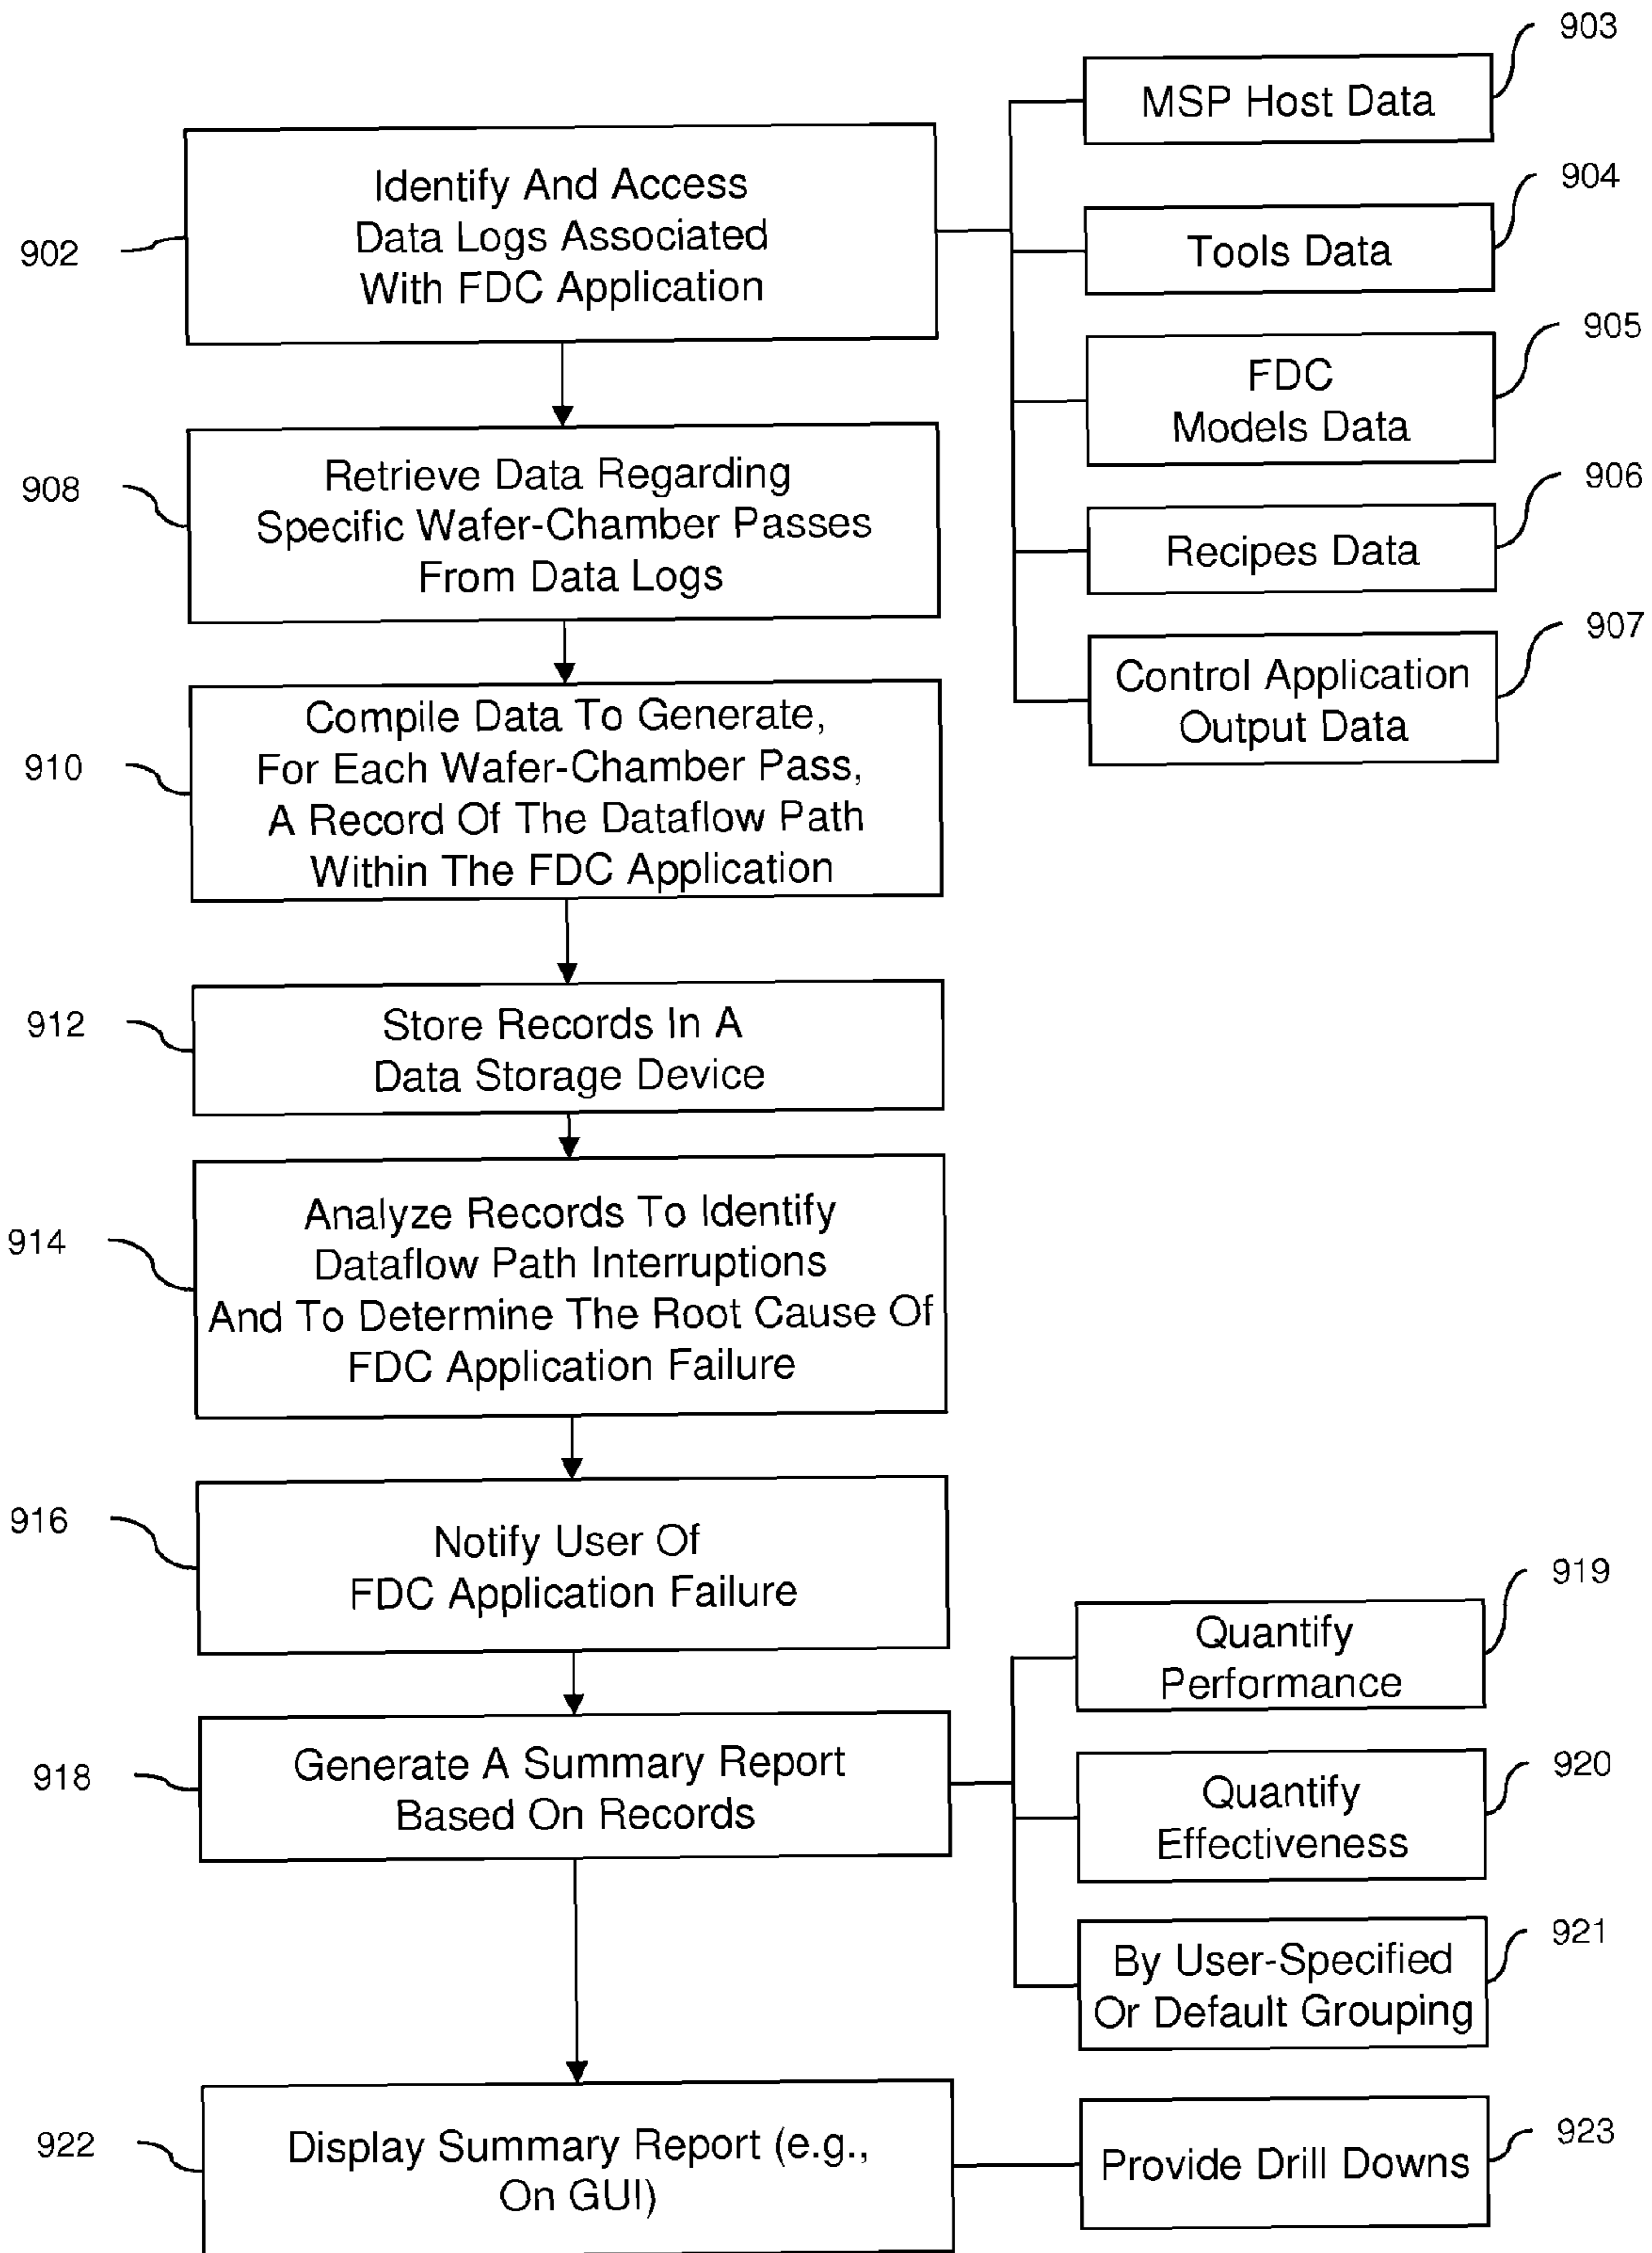 903
MSP Host Data
Identify And Access
Data Logs Associated
With FDC Application
902
904
Tools Data
905
FDC
Models Data
906
Recipes Data
907
Control Application
Output Data
908
Retrieve Data Regarding
Specific Wafer-Chamber Passes
From Data Logs
910
Compile Data To Generate,
For Each Wafer-Chamber Pass,
A Record Of The Dataflow Path
Within The FDC Application
912
Store Records In A
Data Storage Device
914
Analyze Records To Identify
Dataflow Path Interruptions
And To Determine The Root Cause Of
FDC Application Failure
916
Notify User Of
FDC Application Failure
918
Generate A Summary Report
Based On Records
919
Quantify
Performance
920
Quantify
Effectiveness
921
By User-Specified
Or Default Grouping
922
Display Summary Report (e.g.,
On GUI)
923
Provide Drill Downs